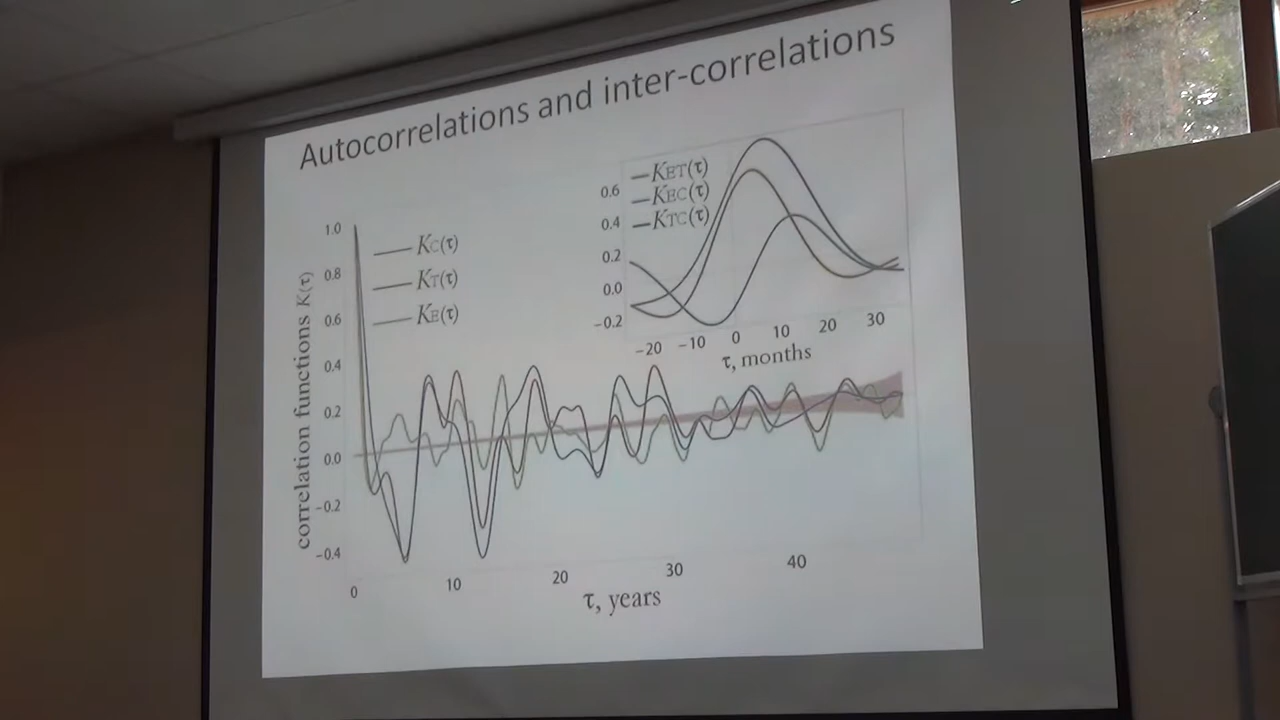 Autocorrelations and inter-correlations
correlation functions K(τ)
1.0
0.8
0.6
0.4
0.2
0.0
−0.2
−0.4
KC(τ)
KT(τ)
KE(τ)
0 10 20 30 40
τ, years
0.6
0.4
0.2
0.0
−0.2
KET(τ)
KEC(τ)
KTC(τ)
−20 −10 0 10 20 30
τ, months